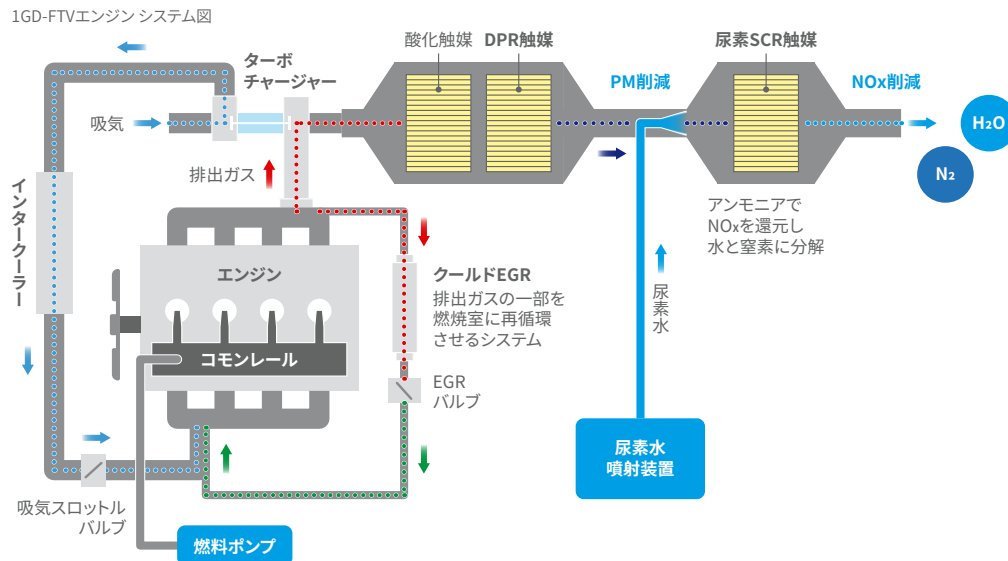 1GD-FTVエンジン システム図
ターボ
チャージャー
酸化触媒
DPR触媒
尿素SCR触媒
PM削減
NOx削減
吸気
H₂O
N₂
排出ガス
インタークーラー
アンモニアで
NOxを還元し
水と窒素に分解
エンジン
クールドEGR
排出ガスの一部を
燃焼室に再循環
させるシステム
尿素水
コモンレール
EGR
バルブ
尿素水
噴射装置
吸気スロットル
バルブ
燃料ポンプ